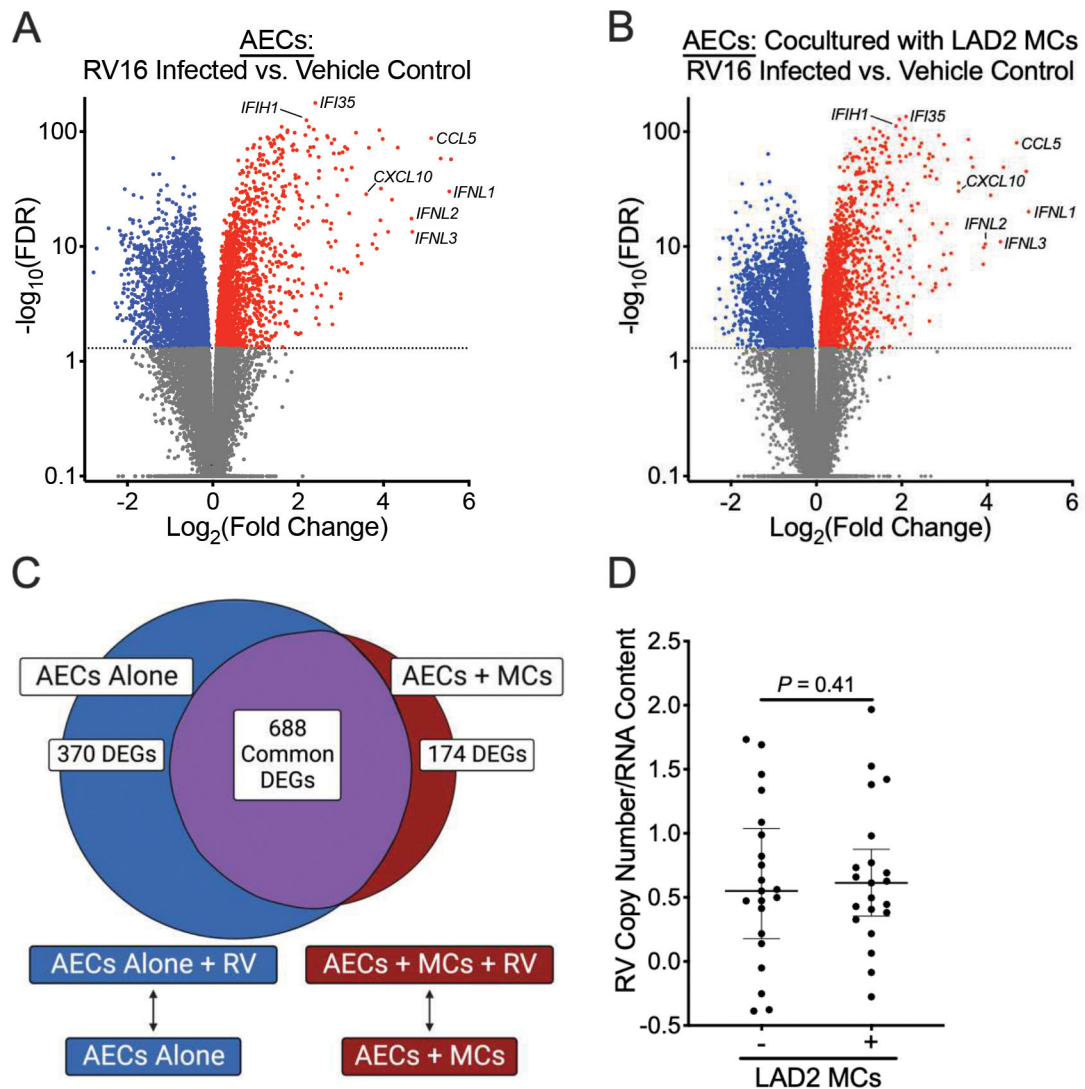 A
AECs:
RV16 Infected vs. Vehicle Control
-log10(FDR)
100
10
1
0.1
IFIH1
IFI35
CCL5
CXCL10
IFNL1
IFNL2
IFNL3
-2 0 2 4 6
Log2(Fold Change)
B
AECs: Cocultured with LAD2 MCs
RV16 Infected vs. Vehicle Control
-log10(FDR)
100
10
1
0.1
IFIH1
IFI35
CCL5
CXCL10
IFNL1
IFNL2
IFNL3
-2 0 2 4 6
Log2(Fold Change)
C
AECs Alone
AECs + MCs
370 DEGs
688
Common
DEGs
174 DEGs
AECs Alone + RV
AECs + MCs + RV
AECs Alone
AECs + MCs
D
RV Copy Number/RNA Content
2.5
2.0
1.5
1.0
0.5
0.0
-0.5
P = 0.41
- +
LAD2 MCs